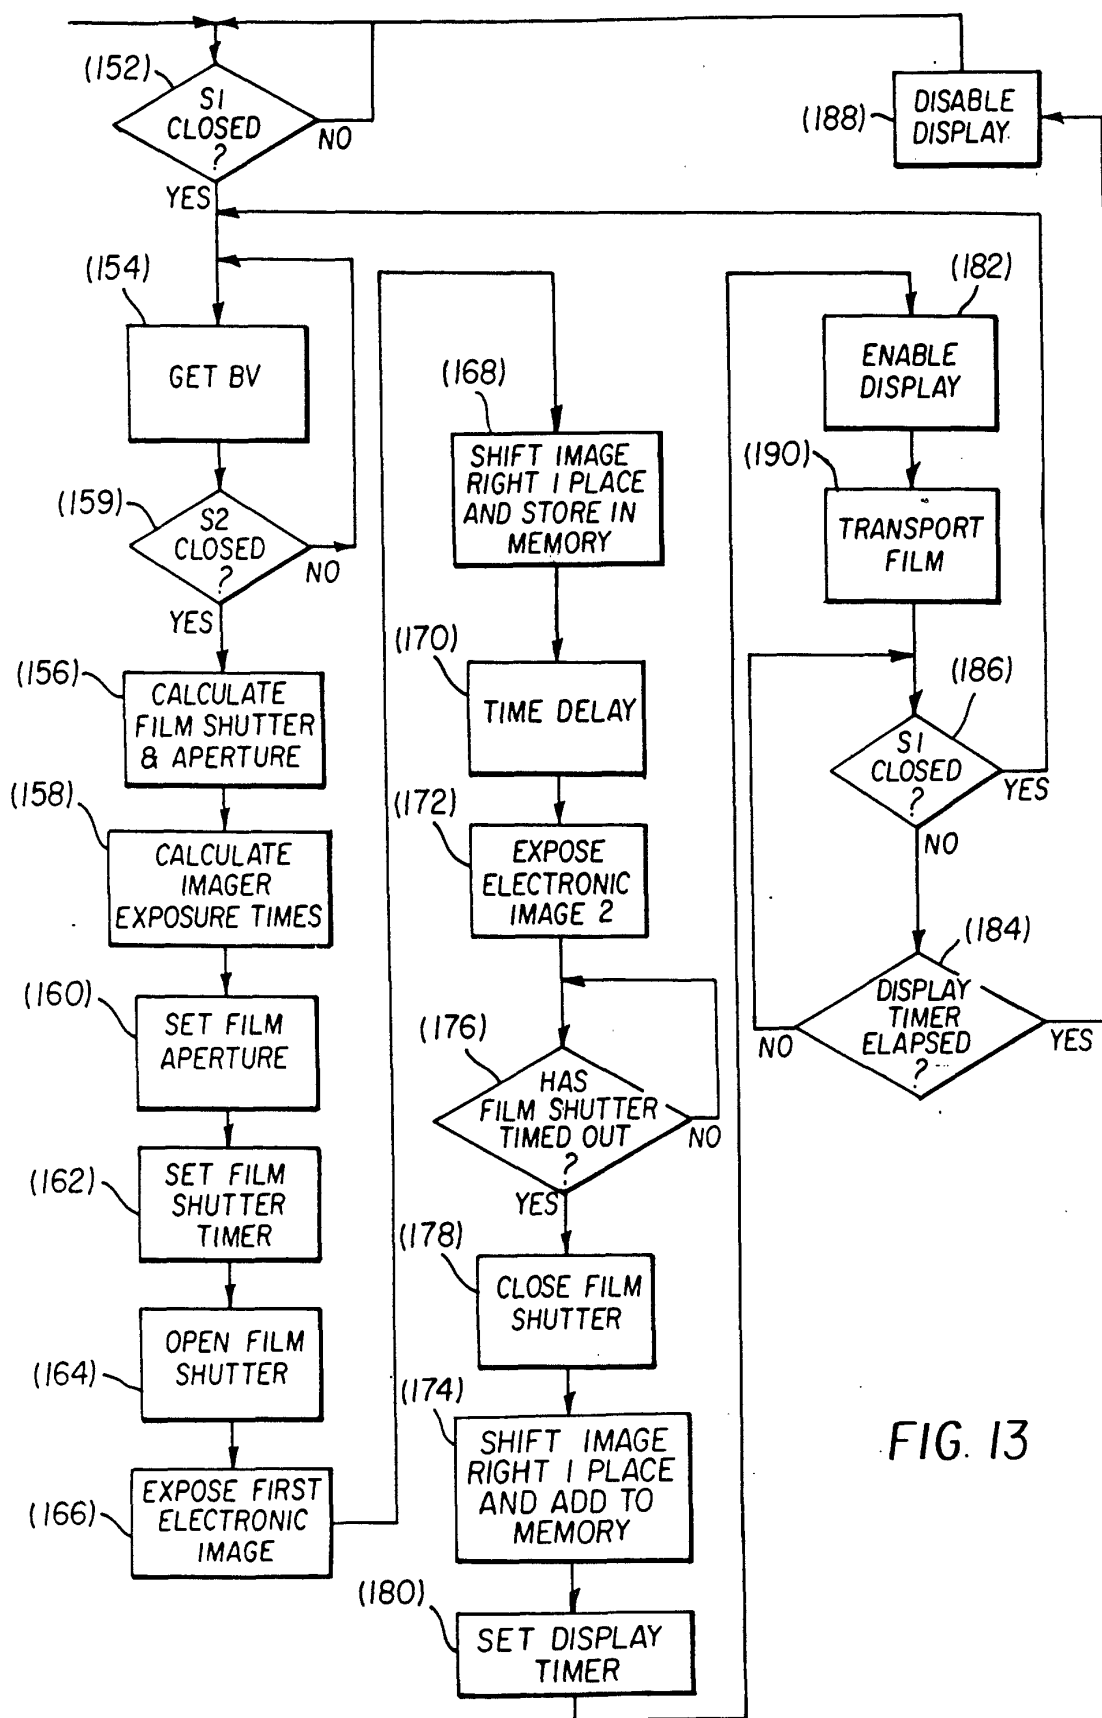 (152)
S1
CLOSED
?
NO
YES
(188)
DISABLE
DISPLAY
(154)
GET BV
(159)
S2
CLOSED
?
NO
YES
(156)
CALCULATE
FILM SHUTTER
& APERTURE
(158)
CALCULATE
IMAGER
EXPOSURE TIMES
(160)
SET FILM
APERTURE
(162)
SET FILM
SHUTTER
TIMER
(164)
OPEN FILM
SHUTTER
(166)
EXPOSE FIRST
ELECTRONIC
IMAGE
(168)
SHIFT IMAGE
RIGHT 1 PLACE
AND STORE IN
MEMORY
(170)
TIME DELAY
(172)
EXPOSE
ELECTRONIC
IMAGE 2
(176)
HAS
FILM SHUTTER
TIMED OUT
?
NO
YES
(178)
CLOSE FILM
SHUTTER
(174)
SHIFT IMAGE
RIGHT 1 PLACE
AND ADD TO
MEMORY
(180)
SET DISPLAY
TIMER
(182)
ENABLE
DISPLAY
(190)
TRANSPORT
FILM
(186)
S1
CLOSED
?
YES
NO
(184)
DISPLAY
TIMER
ELAPSED
?
NO
YES
FIG. 13